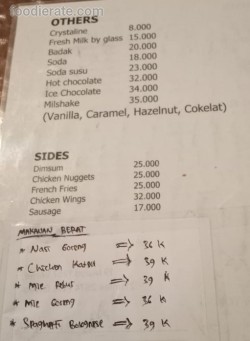 foodierate.com
OTHERS
Crystaline 8.000
Fresh Milk by glass 15.000
Badak 20.000
Soda 18.000
Soda susu 23.000
Hot chocolate 32.000
Ice Chocolate 34.000
Milshake 35.000
(Vanilla, Caramel, Hazelnut, Cokelat)
SIDES
Dimsum 25.000
Chicken Nuggets 25.000
French Fries 25.000
Chicken Wings 32.000
Sausage 17.000
MAKANAN BERAT
* Nasi Goreng => 36 K
* Chicken Katsu => 39 K
* Mie Rebus => 39 K
* Mie Goreng => 36 K
* Spaghetti Bolognese => 39 K